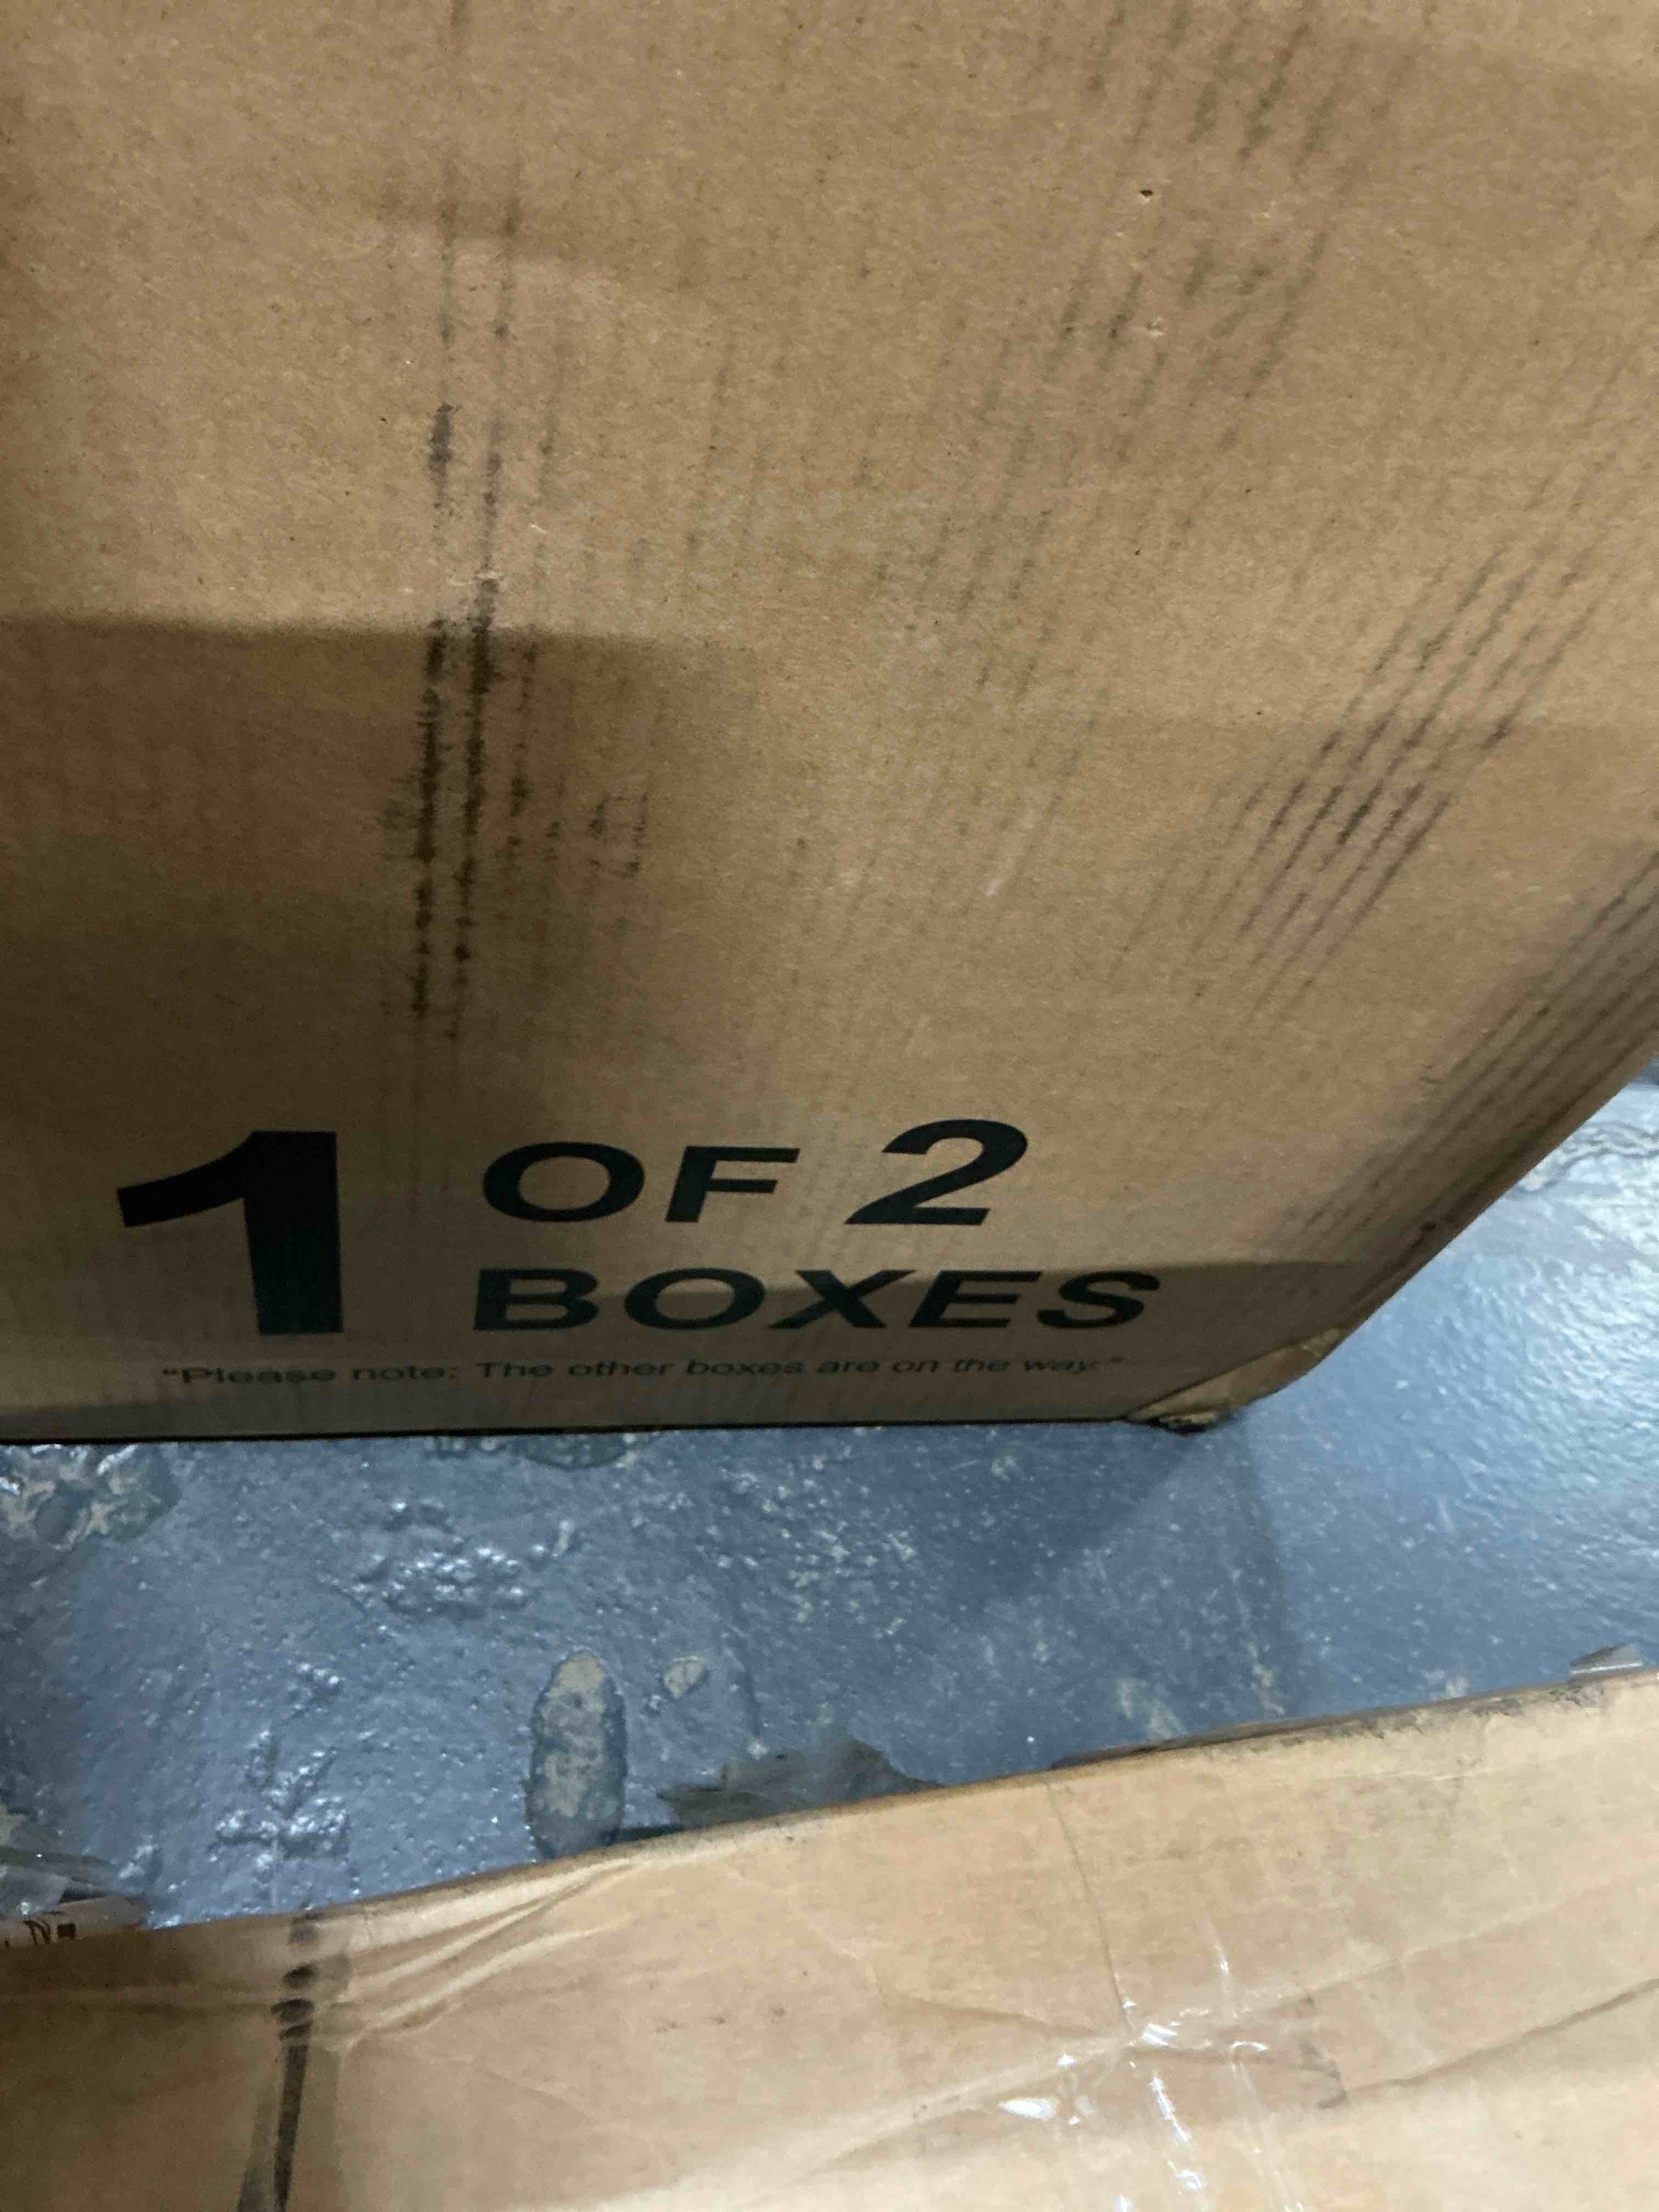 1 OF 2
BOXES
"Please note: The other boxes are on the way."